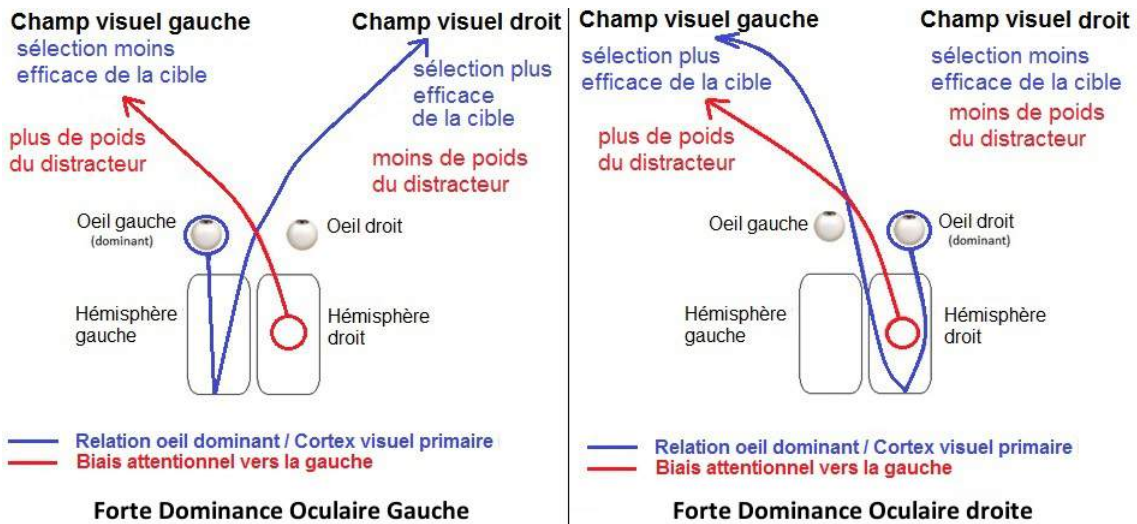 Champ visuel gauche
sélection moins
efficace de la cible
Champ visuel droit
sélection plus
efficace
de la cible
plus de poids
du distracteur
moins de poids
du distracteur
Oeil gauche
(dominant)
Oeil droit
Hémisphère
gauche
Hémisphère
droit
Relation oeil dominant / Cortex visuel primaire
Biais attentionnel vers la gauche
Forte Dominance Oculaire Gauche
Champ visuel gauche
sélection plus
efficace de la cible
Champ visuel droit
sélection moins
efficace de la cible
plus de poids
du distracteur
moins de poids
du distracteur
Oeil gauche
Oeil droit
(dominant)
Hémisphère
gauche
Hémisphère
droit
Relation oeil dominant / Cortex visuel primaire
Biais attentionnel vers la gauche
Forte Dominance Oculaire droite